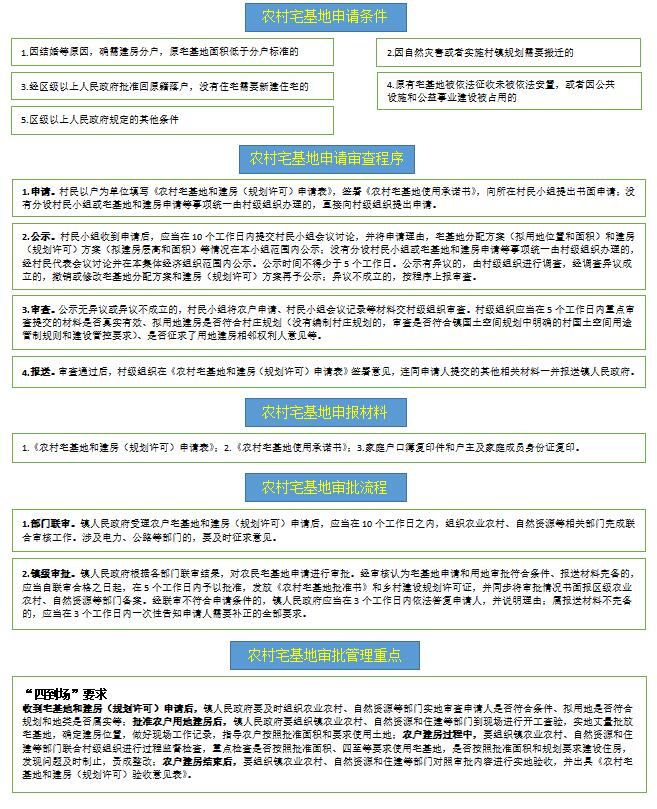 农村宅基地申请条件
1.因结婚等原因，确需建房分户，原宅基地面积低于分户标准的
2.因自然灾害或者实施村镇规划需要搬迁的
3.经区级以上人民政府批准回原籍落户，没有住宅需要新建住宅的
4.原有宅基地被依法征收未被依法安置，或者因公共
设施和公益事业建设被占用的
5.区级以上人民政府规定的其他条件
农村宅基地申请审查程序
1.申请。村民以户为单位填写《农村宅基地和建房（规划许可）申请表》，签署《农村宅基地使用承诺书》，向所在村民小组提出书面申请；没
有分设村民小组或宅基地和建房申请等事项统一由村级组织办理的，直接向村级组织提出申请。
2.公示。村民小组收到申请后，应当在10个工作日内提交村民小组会议讨论，并将申请理由，宅基地分配方案（拟用地位置和面积）和建房
（规划许可）方案（拟建房层高和面积）等情况在本小组范围内公示；没有分设村民小组或宅基地和建房申请等事项统一由村级组织办理的，
经村民代表会议讨论并在本集体经济组织范围内公示。公示时间不得少于5个工作日。公示有异议的，由村级组织进行调查，经调查异议成
立的，撤销或修改宅基地分配方案和建房（规划许可）方案再予公示；异议不成立的，按程序上报审查。
3.审查。公示无异议或异议不成立的，村民小组将农户申请、村民小组会议记录等材料交村级组织审查。村级组织应当在5个工作日内重点审
查提交的材料是否真实有效、拟用地建房是否符合村庄规划（没有编制村庄规划的，审查是否符合镇国土空间规划中明确的村国土空间用途
管制规则和建设管控要求）、是否征求了用地建房相邻权利人意见等。
4.报送。审查通过后，村级组织在《农村宅基地和建房（规划许可）申请表》签署意见，连同申请人提交的其他相关材料一并报送镇人民政府。
农村宅基地申报材料
1.《农村宅基地和建房（规划许可）申请表》；2.《农村宅基地使用承诺书》；3.家庭户口簿复印件和户主及家庭成员身份证复印。
农村宅基地审批流程
1.部门联审。镇人民政府受理农户宅基地和建房（规划许可）申请后，应当在10个工作日之内，组织农业农村、自然资源等相关部门完成联
合审核工作。涉及电力、公路等部门的，要及时征求意见。
2.镇级审批。镇人民政府根据各部门联审结果，对农民宅基地申请进行审批。经审核认为宅基地申请和用地审批符合条件、报送材料完备的，
应当自联审合格之日起，在5个工作日内予以批准，发放《农村宅基地批准书》和乡村建设规划许可证，并同步将审批情况书面报区级农业
农村、自然资源等部门备案。经联审不符合申请条件的，镇人民政府应当在3个工作日内依法答复申请人，并说明理由；属报送材料不完备
的，应当在3个工作日内一次性告知申请人需要补正的全部要求。
农村宅基地审批管理重点
“四到场”要求
收到宅基地和建房（规划许可）申请后，镇人民政府要及时组织农业农村、自然资源等部门实地审查申请人是否符合条件、拟用地是否符合
规划和地类是否属实等；批准农户用地建房后，镇人民政府要组织镇农业农村、自然资源和住建等部门到现场进行开工查验，实地丈量批放
宅基地，确定建房位置，做好现场工作记录，指导农户按照批准面积和要求使用土地；农户建房过程中，要组织镇农业农村、自然资源和住
建等部门联合村级组织进行过程监督检查，重点检查是否按照批准面积、四至等要求使用宅基地，是否按照批准面积和规划要求建设住房，
发现问题及时制止，责成整改；农户建房结束后，要组织镇农业农村、自然资源和住建等部门对照审批内容进行实地验收，并出具《农村宅
基地和建房（规划许可）验收意见表》。